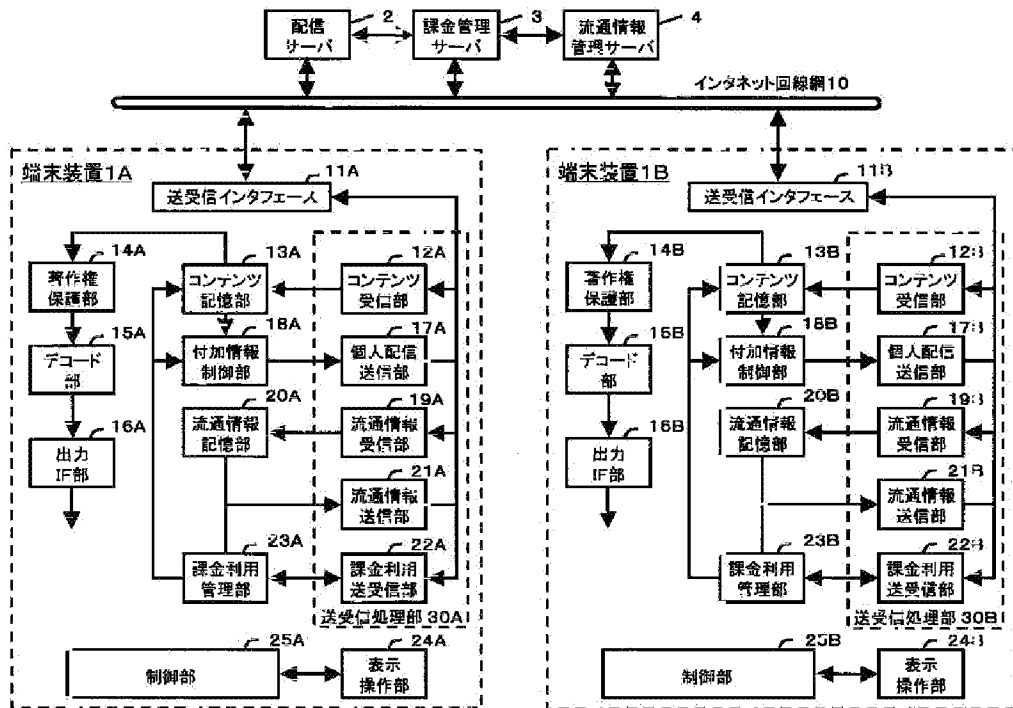 2
配信
サーバ
3
課金管理
サーバ
4
流通情報
管理サーバ
インタネット回線網10
端末装置1A
11A
送受信インタフェース
14A
著作権
保護部
13A
コンテンツ
記憶部
12A
コンテンツ
受信部
15A
デコード
部
18A
付加情報
制御部
17A
個人配信
送信部
16A
出力
IF部
20A
流通情報
記憶部
19A
流通情報
受信部
21A
流通情報
送信部
23A
課金利用
管理部
22A
課金利用
送受信部
送受信処理部30A
25A
制御部
24A
表示
操作部
端末装置1B
11B
送受信インタフェース
14B
著作権
保護部
13B
コンテンツ
記憶部
12B
コンテンツ
受信部
15B
デコード
部
18B
付加情報
制御部
17B
個人配信
送信部
16B
出力
IF部
20B
流通情報
記憶部
19B
流通情報
受信部
21B
流通情報
送信部
23B
課金利用
管理部
22B
課金利用
送受信部
送受信処理部30B
25B
制御部
24B
表示
操作部